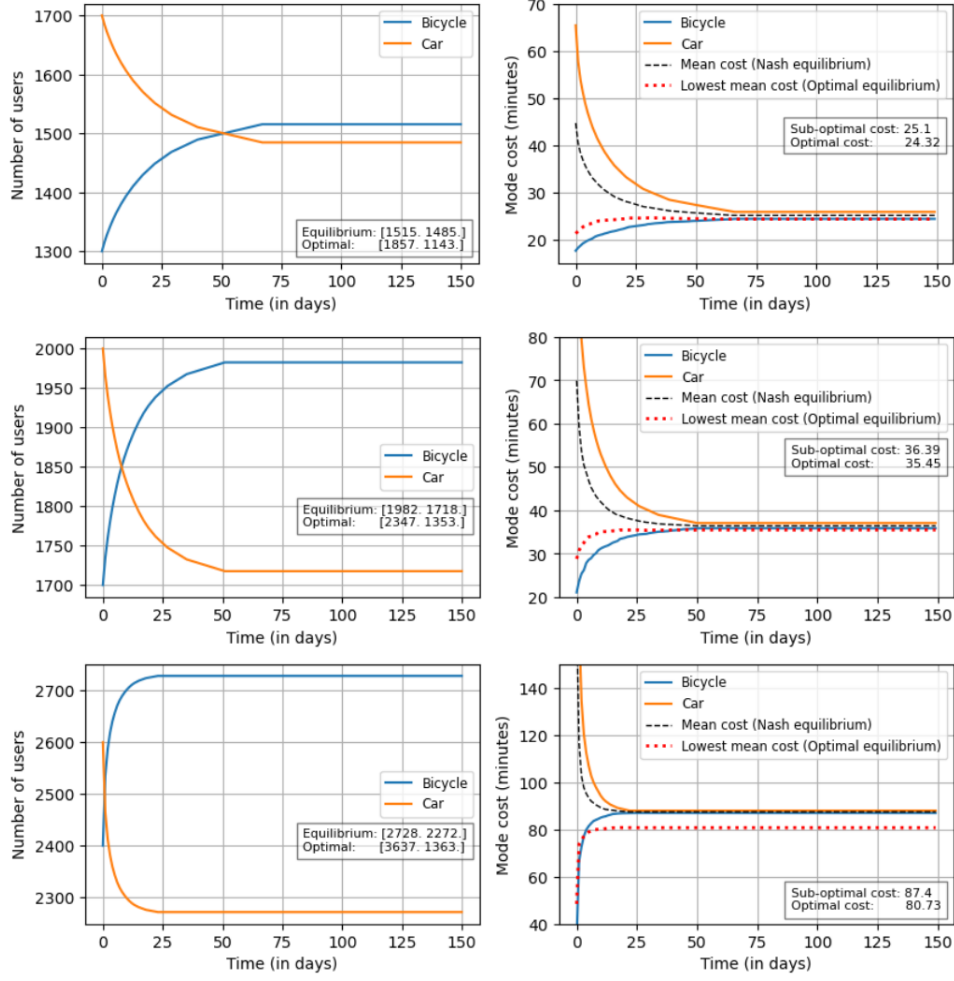 1700
1600
1500
1400
1300
Number of users
Bicycle
Car
Equilibrium: [1515. 1485.]
Optimal: [1857. 1143.]
0 25 50 75 100 125 150
Time (in days)
70
60
50
40
30
20
Mode cost (minutes)
Bicycle
Car
Mean cost (Nash equilibrium)
Lowest mean cost (Optimal equilibrium)
Sub-optimal cost: 25.1
Optimal cost: 24.32
0 25 50 75 100 125 150
Time (in days)
2000
1950
1900
1850
1800
1750
1700
Number of users
Bicycle
Car
Equilibrium: [1982. 1718.]
Optimal: [2347. 1353.]
0 25 50 75 100 125 150
Time (in days)
80
70
60
50
40
30
20
Mode cost (minutes)
Bicycle
Car
Mean cost (Nash equilibrium)
Lowest mean cost (Optimal equilibrium)
Sub-optimal cost: 36.39
Optimal cost: 35.45
0 25 50 75 100 125 150
Time (in days)
2700
2600
2500
2400
2300
Number of users
Bicycle
Car
Equilibrium: [2728. 2272.]
Optimal: [3637. 1363.]
0 25 50 75 100 125 150
Time (in days)
140
120
100
80
60
40
Mode cost (minutes)
Bicycle
Car
Mean cost (Nash equilibrium)
Lowest mean cost (Optimal equilibrium)
Sub-optimal cost: 87.4
Optimal cost: 80.73
0 25 50 75 100 125 150
Time (in days)